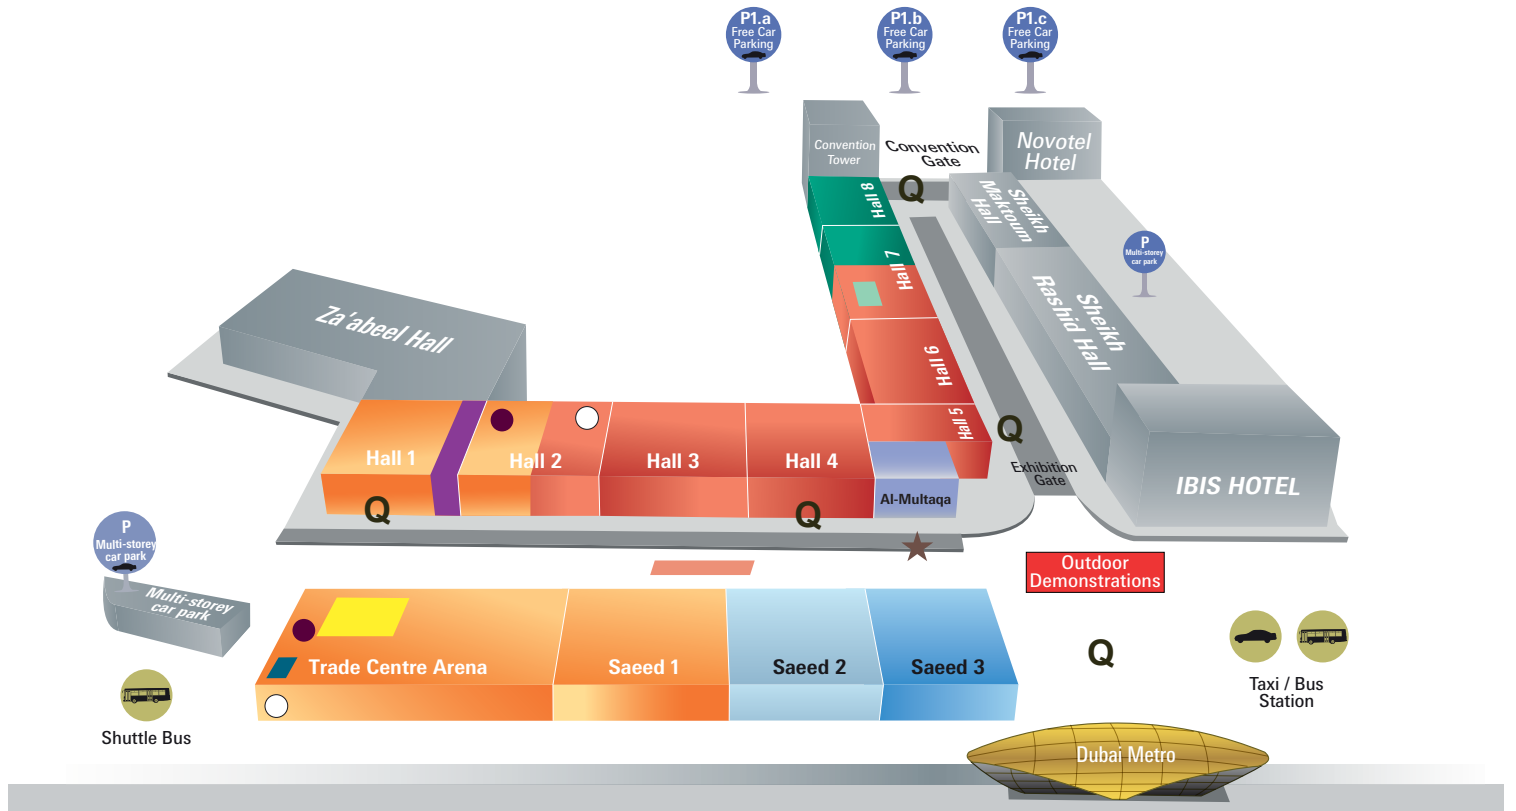 P1.a
Free Car
Parking
P1.b
Free Car
Parking
P1.c
Free Car
Parking
Convention
Tower
Convention
Gate
Novotel
Hotel
Q
Hall 8
Sheikh
Maktoum
Hall
P
Multi-storey
car park
Hall 7
Sheikh
Rashid Hall
Za'abeel Hall
Hall 6
Hall 5
Q
Hall 1
Hall 2
Hall 3
Hall 4
Exhibition
Gate
IBIS HOTEL
Al-Multaqa
Q
Q
P
Multi-storey
car park
Outdoor
Demonstrations
Multi-storey
car park
Trade Centre Arena
Saeed 1
Saeed 2
Saeed 3
Q
Taxi / Bus
Station
Shuttle Bus
Dubai Metro